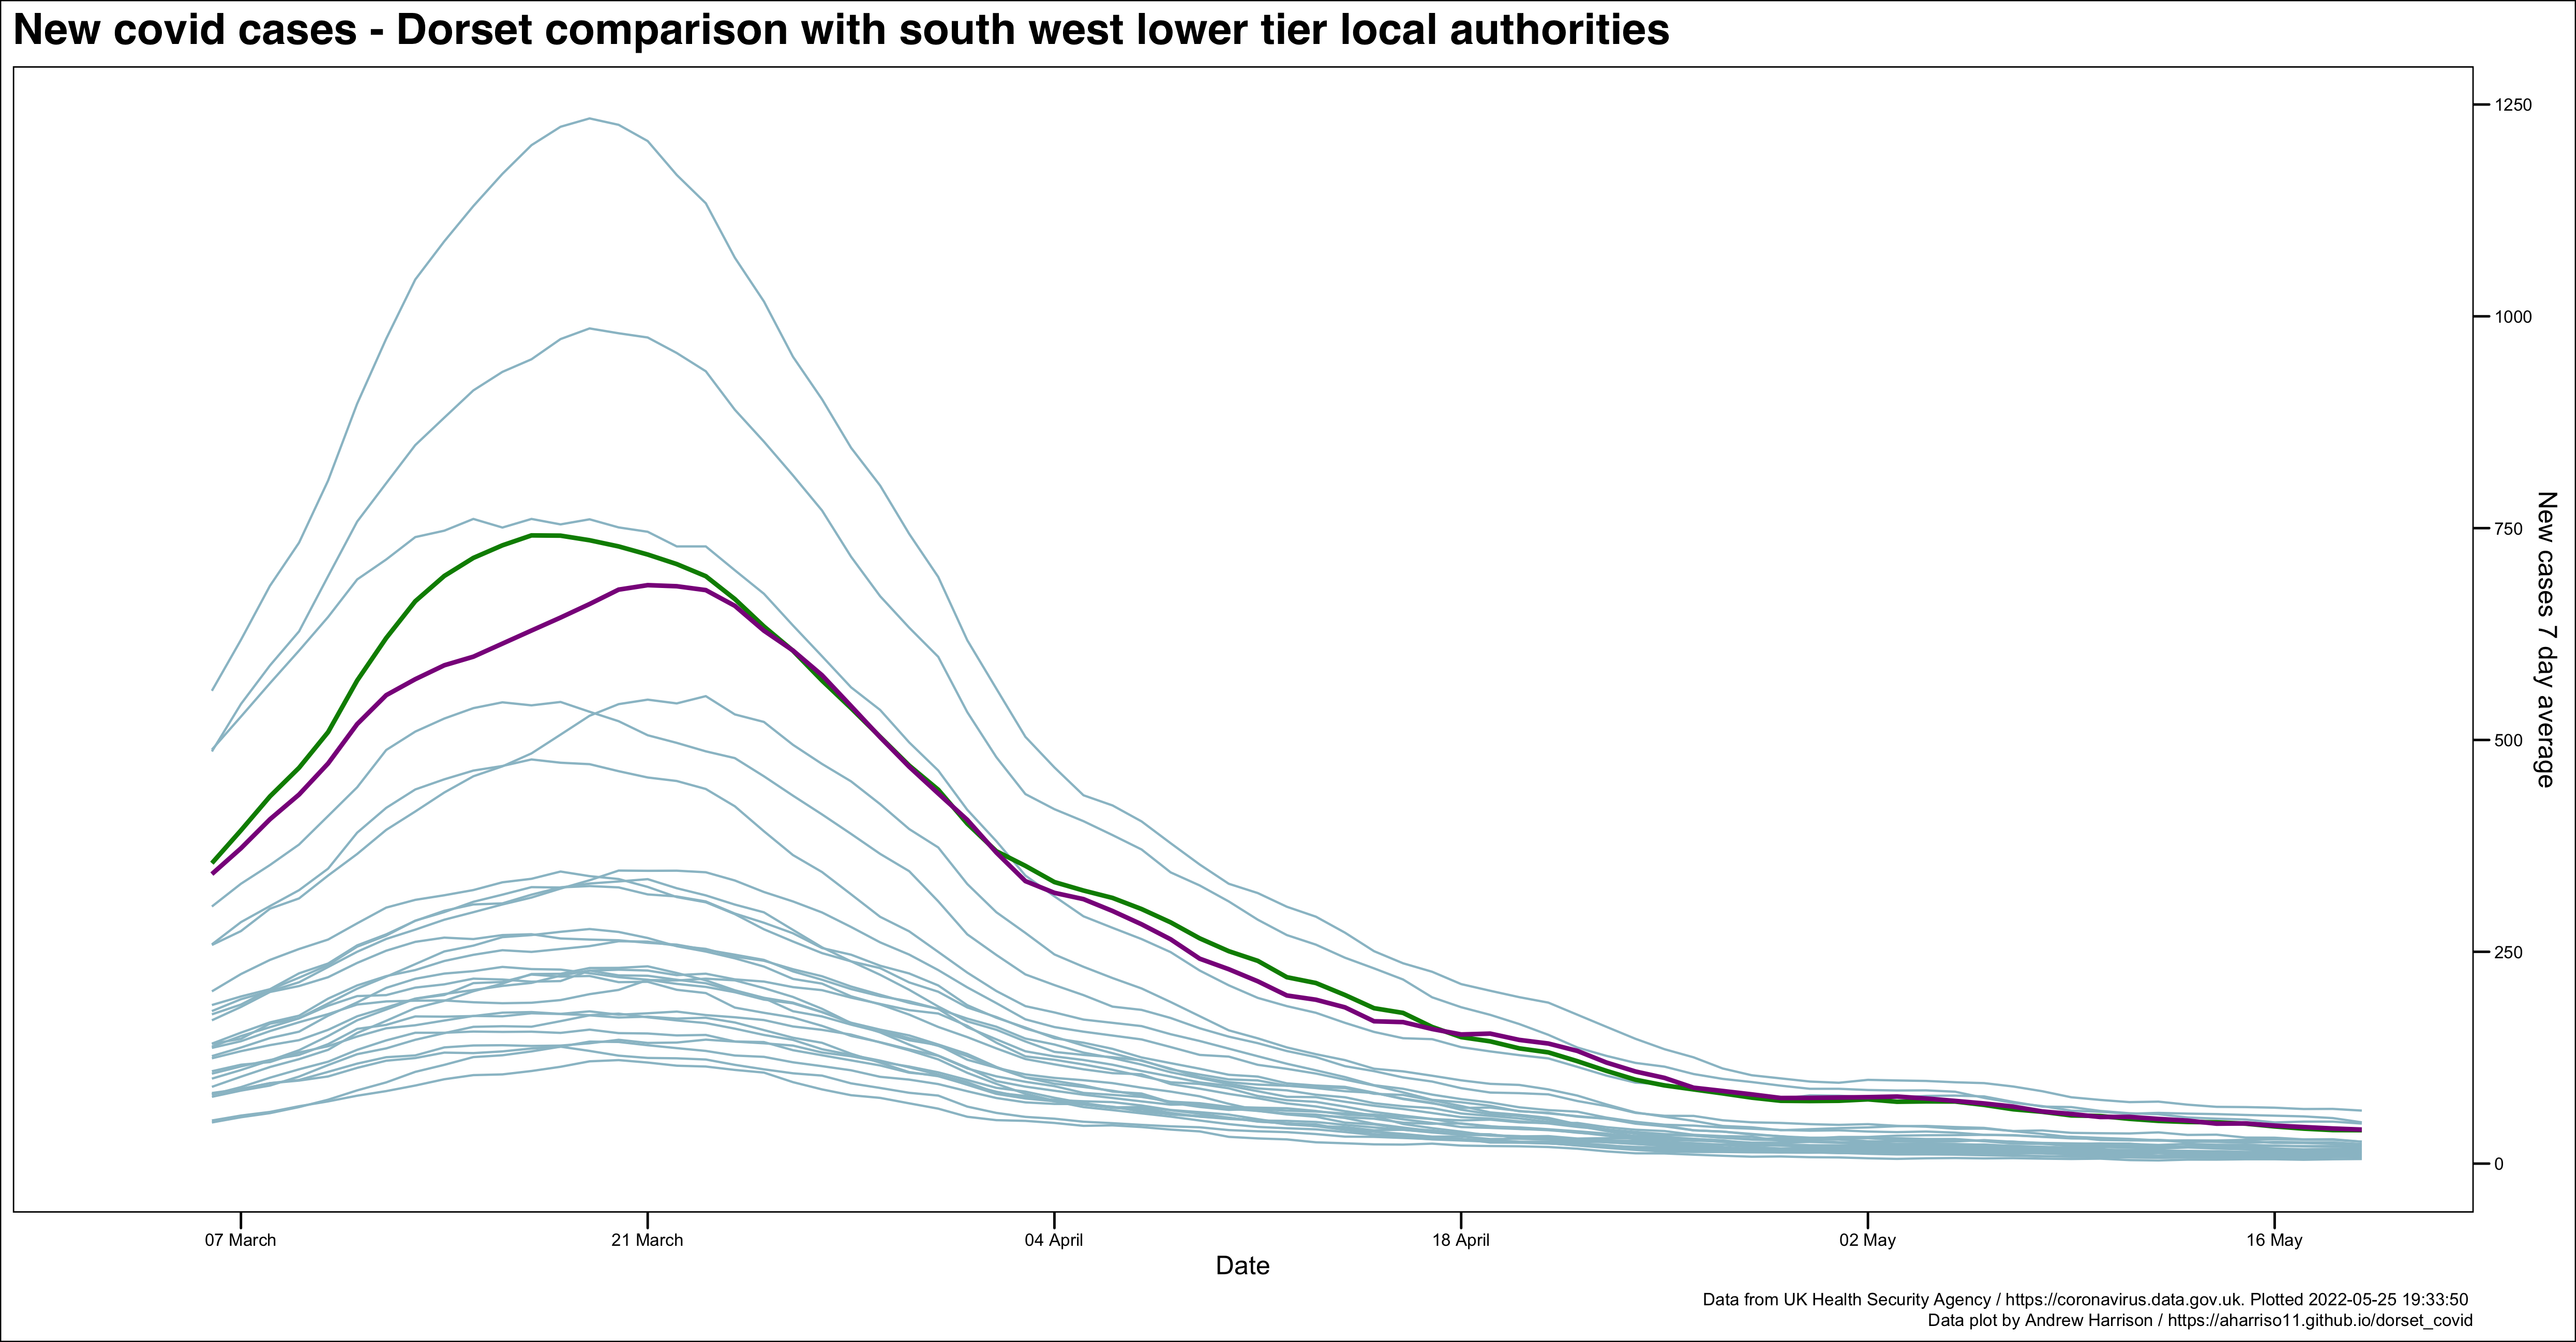 New covid cases - Dorset comparison with south west lower tier local authorities
1250
1000
750
500
250
0
New cases 7 day average
07 March
21 March
04 April
18 April
02 May
16 May
Date
Data from UK Health Security Agency / https://coronavirus.data.gov.uk. Plotted 2022-05-25 19:33:50
Data plot by Andrew Harrison / https://aharriso11.github.io/dorset_covid